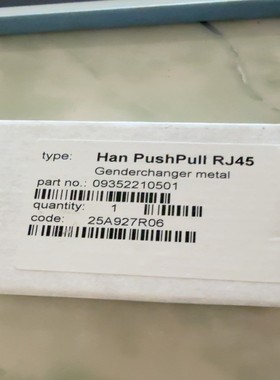 type: Han PushPull RJ45
Genderchanger metal
part no.: 09352210501
quantity: 1
code: 25A927R06